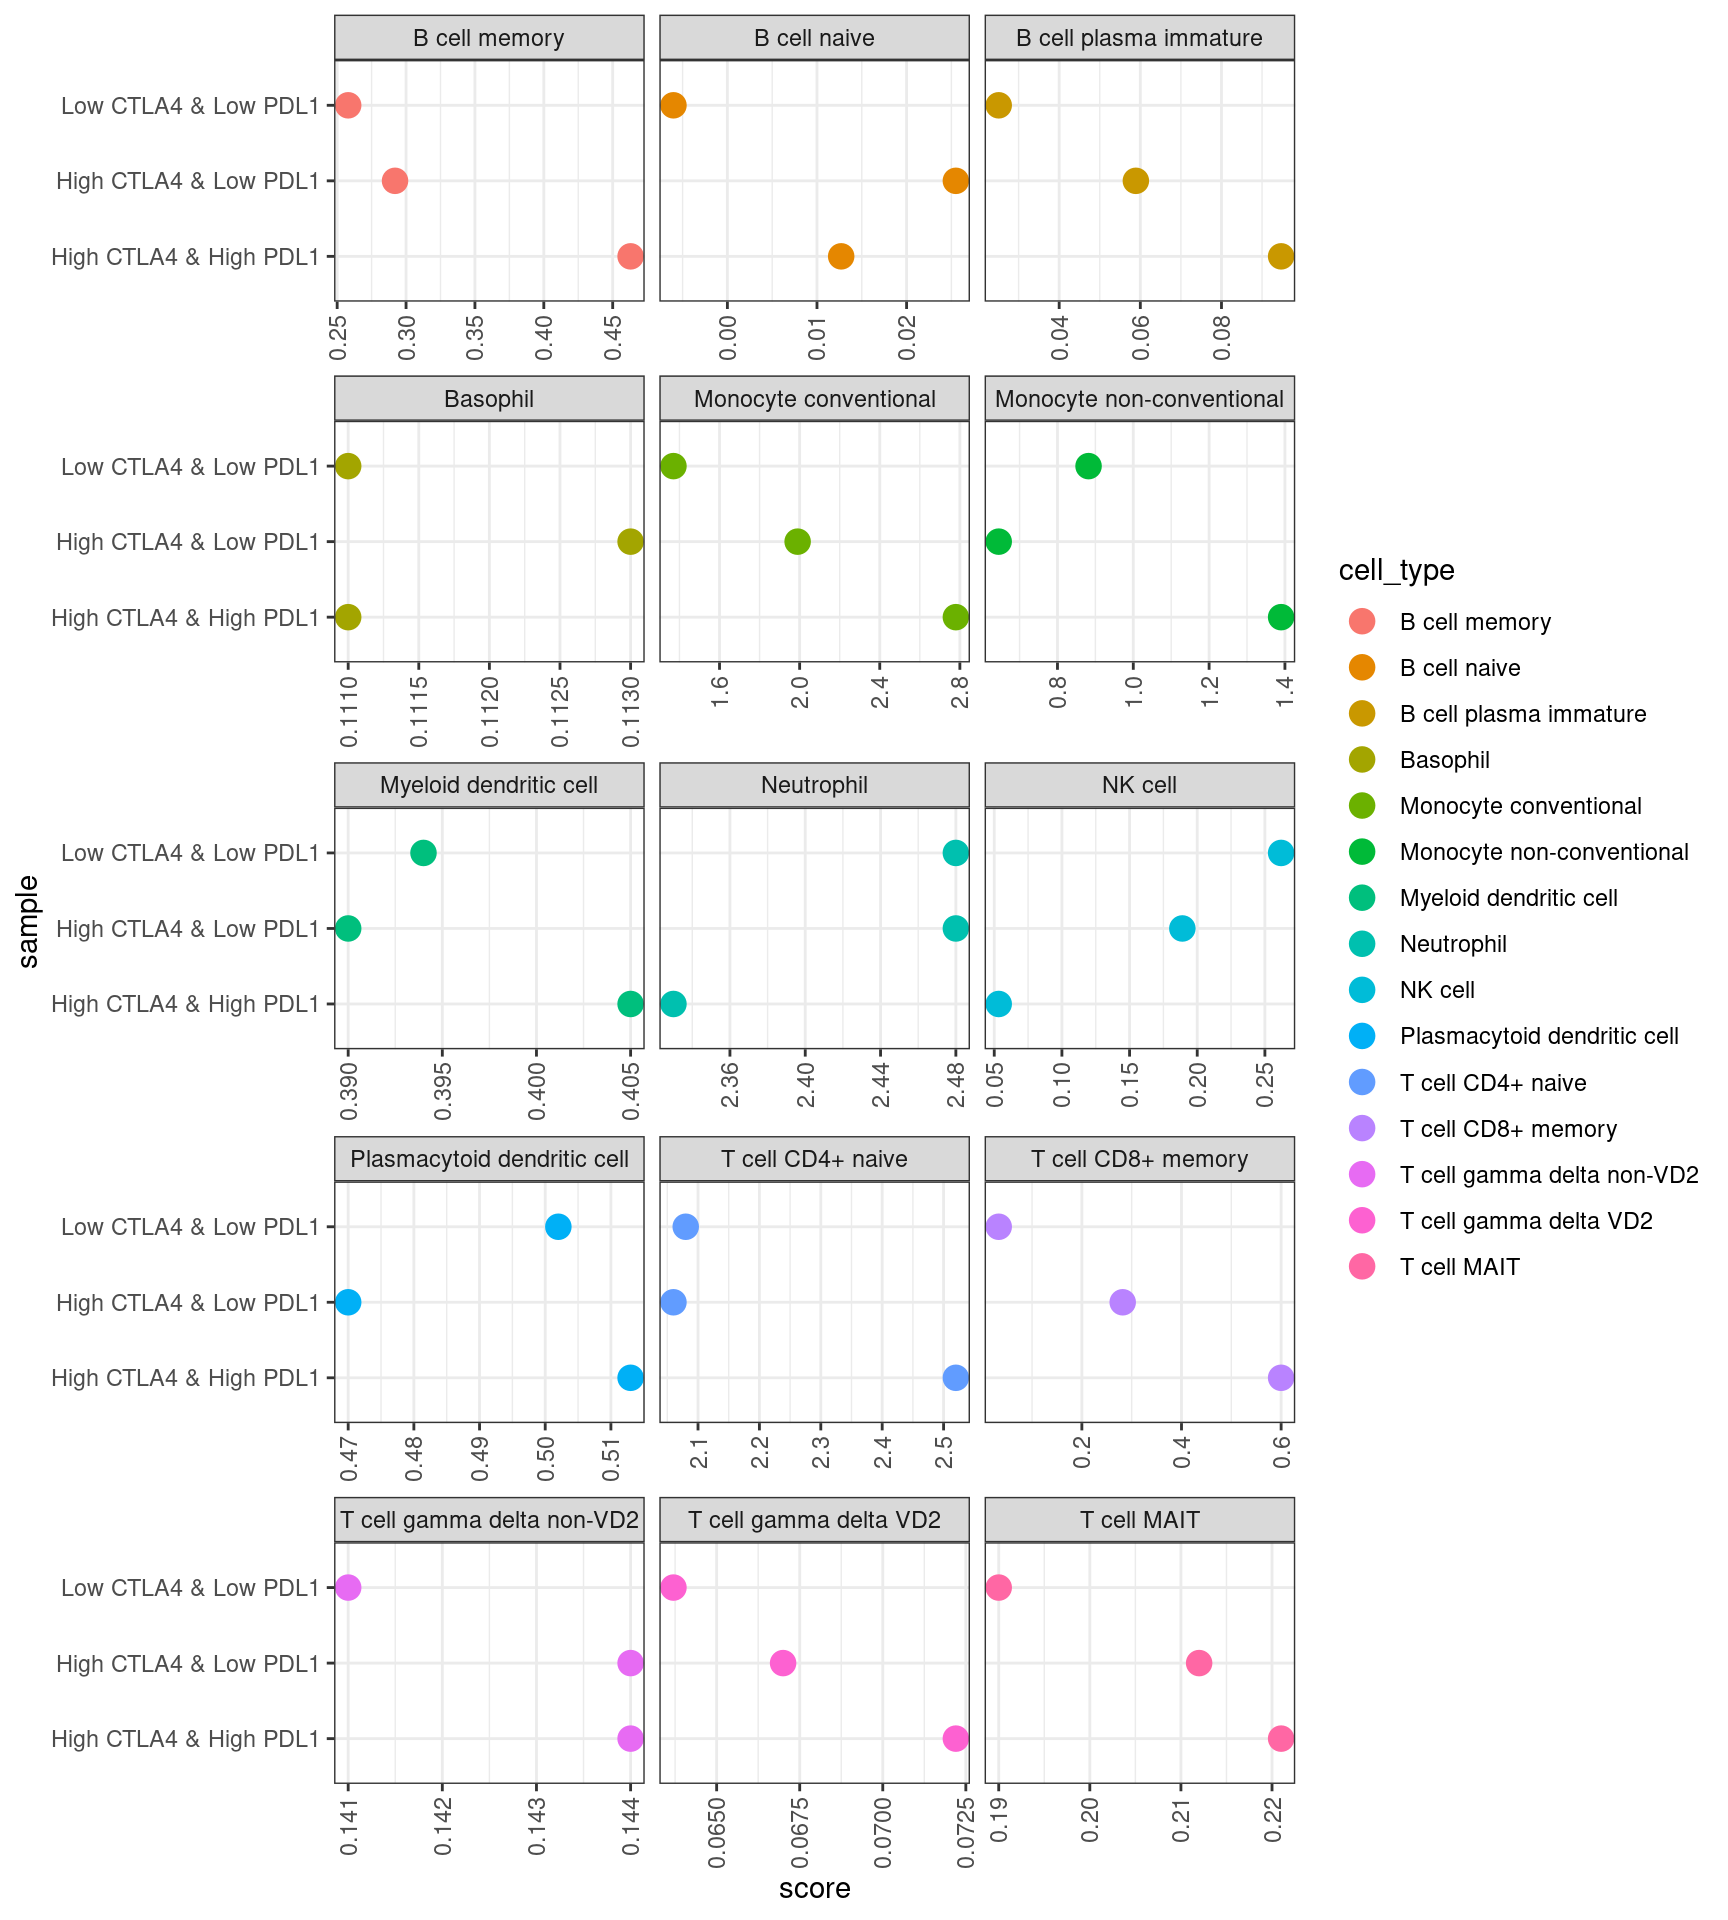 B cell memory
B cell naive
B cell plasma immature
Low CTLA4 & Low PDL1
High CTLA4 & Low PDL1
High CTLA4 & High PDL1
0.25 0.30 0.35 0.40 0.45
0.00 0.01 0.02
0.04 0.06 0.08
Basophil
Monocyte conventional
Monocyte non-conventional
Low CTLA4 & Low PDL1
High CTLA4 & Low PDL1
High CTLA4 & High PDL1
0.1110 0.1115 0.1120 0.1125 0.1130
1.6 2.0 2.4 2.8
0.8 1.0 1.2 1.4
Myeloid dendritic cell
Neutrophil
NK cell
Low CTLA4 & Low PDL1
High CTLA4 & Low PDL1
High CTLA4 & High PDL1
0.390 0.395 0.400 0.405
2.36 2.40 2.44 2.48
0.05 0.10 0.15 0.20 0.25
Plasmacytoid dendritic cell
T cell CD4+ naive
T cell CD8+ memory
Low CTLA4 & Low PDL1
High CTLA4 & Low PDL1
High CTLA4 & High PDL1
0.47 0.48 0.49 0.50 0.51
2.1 2.2 2.3 2.4 2.5
0.2 0.4 0.6
T cell gamma delta non-VD2
T cell gamma delta VD2
T cell MAIT
Low CTLA4 & Low PDL1
High CTLA4 & Low PDL1
High CTLA4 & High PDL1
0.141 0.142 0.143 0.144
0.0650 0.0675 0.0700 0.0725
0.19 0.20 0.21 0.22
score
sample
cell_type
B cell memory
B cell naive
B cell plasma immature
Basophil
Monocyte conventional
Monocyte non-conventional
Myeloid dendritic cell
Neutrophil
NK cell
Plasmacytoid dendritic cell
T cell CD4+ naive
T cell CD8+ memory
T cell gamma delta non-VD2
T cell gamma delta VD2
T cell MAIT